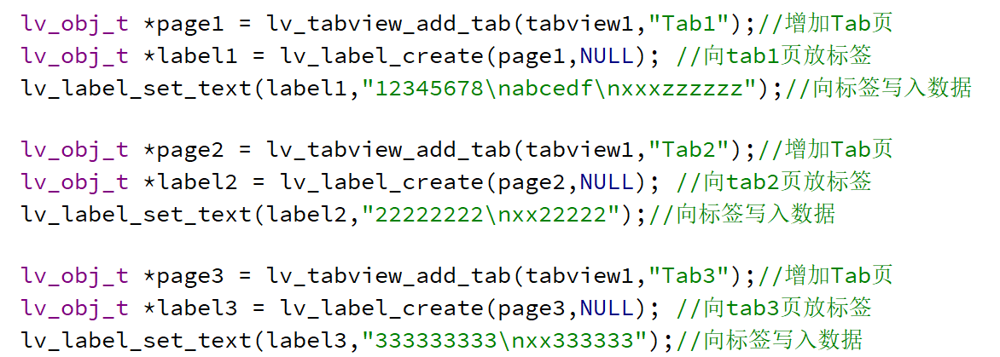 lv_obj_t *page1 = lv_tabview_add_tab(tabview1,"Tab1");//增加Tab页
lv_obj_t *label1 = lv_label_create(page1,NULL); //向tab1页放标签
lv_label_set_text(label1,"12345678\nabcedf\nxxxzzzzzz");//向标签写入数据
lv_obj_t *page2 = lv_tabview_add_tab(tabview1,"Tab2");//增加Tab页
lv_obj_t *label2 = lv_label_create(page2,NULL); //向tab2页放标签
lv_label_set_text(label2,"22222222\nxx22222");//向标签写入数据
lv_obj_t *page3 = lv_tabview_add_tab(tabview1,"Tab3");//增加Tab页
lv_obj_t *label3 = lv_label_create(page3,NULL); //向tab3页放标签
lv_label_set_text(label3,"333333333\nxx333333");//向标签写入数据